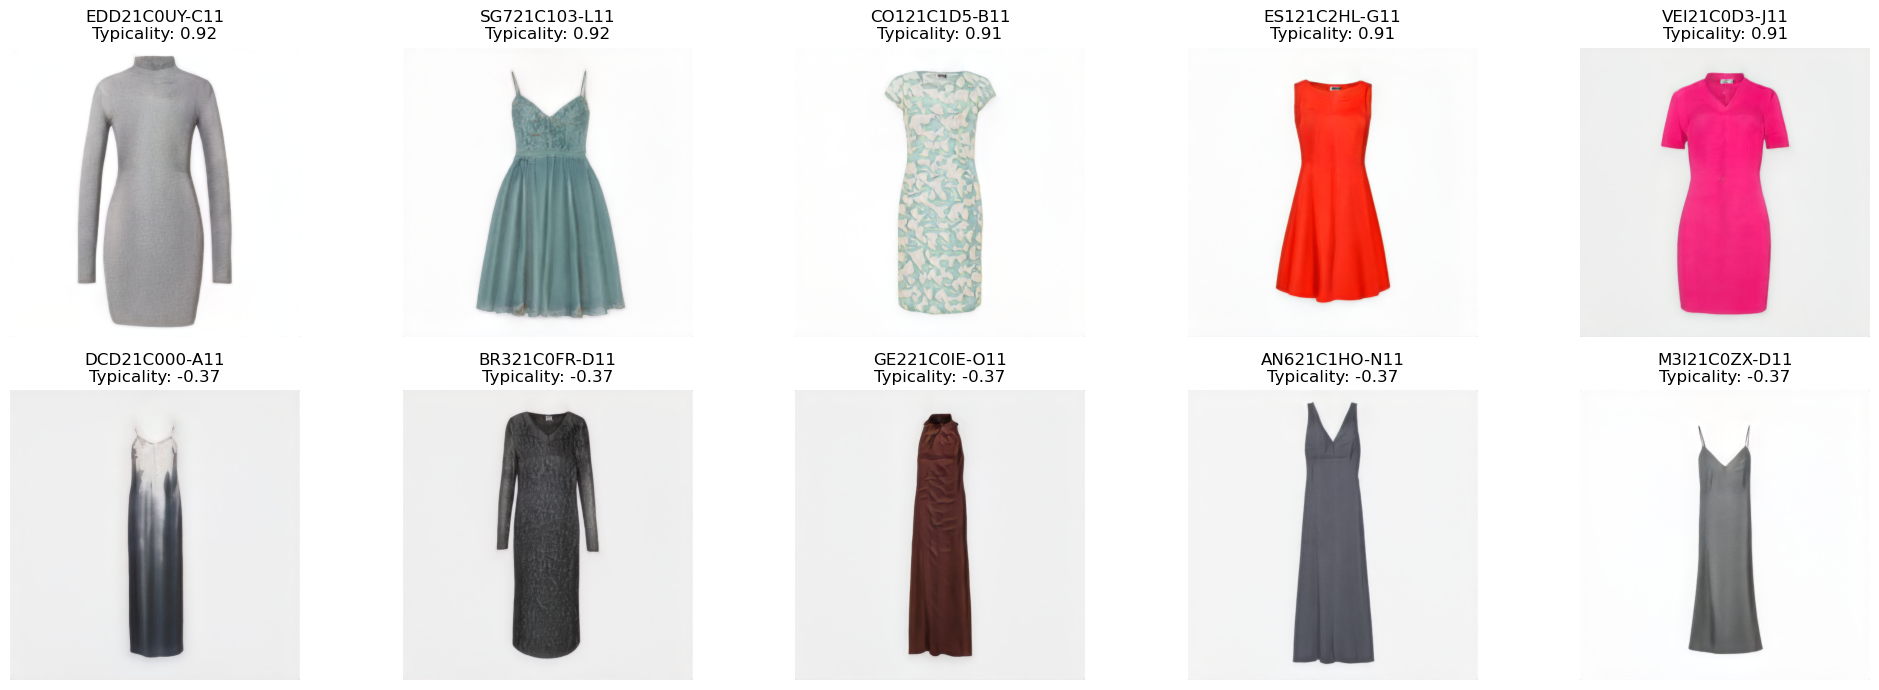 EDD21C0UY-C11
Typicality: 0.92
SG721C103-L11
Typicality: 0.92
CO121C1D5-B11
Typicality: 0.91
ES121C2HL-G11
Typicality: 0.91
VEI21C0D3-J11
Typicality: 0.91
DCD21C000-A11
Typicality: -0.37
BR321C0FR-D11
Typicality: -0.37
GE221C0IE-O11
Typicality: -0.37
AN621C1HO-N11
Typicality: -0.37
M3I21C0ZX-D11
Typicality: -0.37